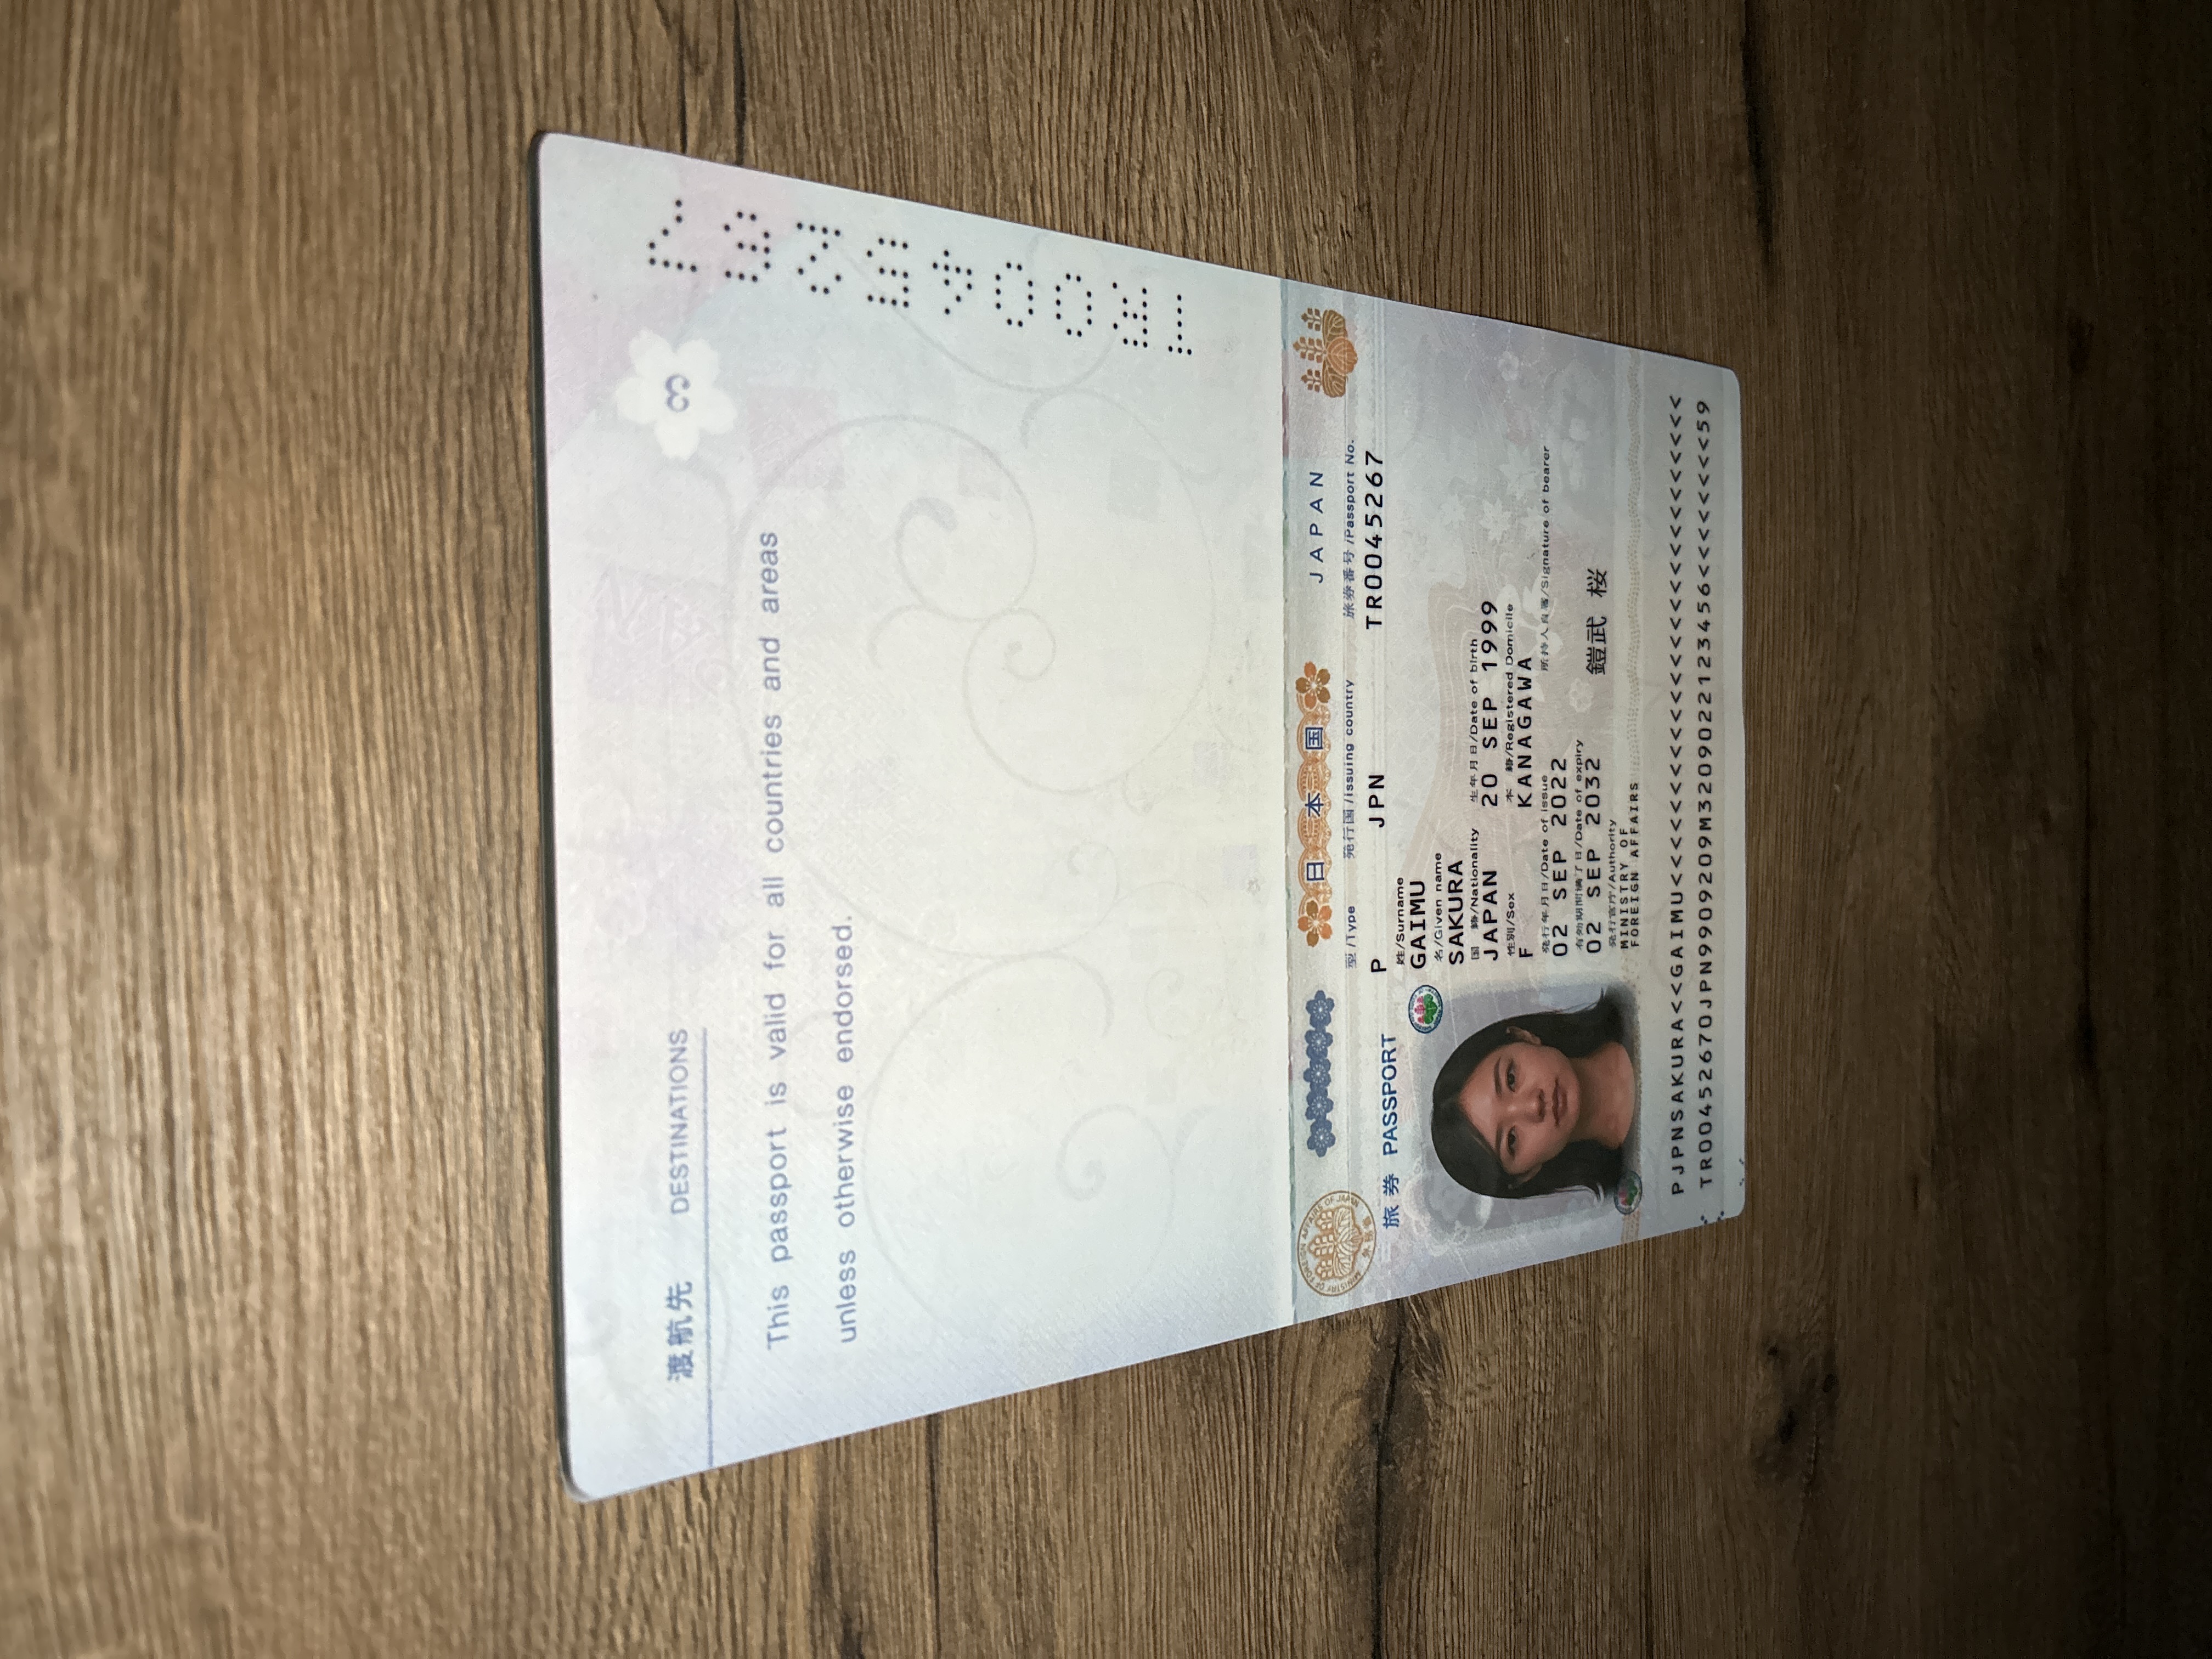 渡航先 DESTINATIONS
This passport is valid for all countries and areas
unless otherwise endorsed.
3
TR0045267
日本国 JAPAN
旅券 PASSPORT
型/Type 発行国/Issuing country 旅券番号/Passport No.
P JPN TR0045267
姓/Surname
GAIMU
名/Given name
SAKURA
国籍/Nationality 生年月日/Date of birth
JAPAN 20 SEP 1999
性別/Sex 本籍/Registered Domicile
F KANAGAWA
発行年月日/Date of issue 所持人自署/Signature of bearer
02 SEP 2022
有効期間満了日/Date of expiry
02 SEP 2032 鎧武 桜
発行官庁/Authority
MINISTRY OF
FOREIGN AFFAIRS
PJPNSAKURA<<GAIMU<<<<<<<<<<<<<<<<<<<<<<<<<<<
TR00452670JPN9909209M3209022123456<<<<<<<<59